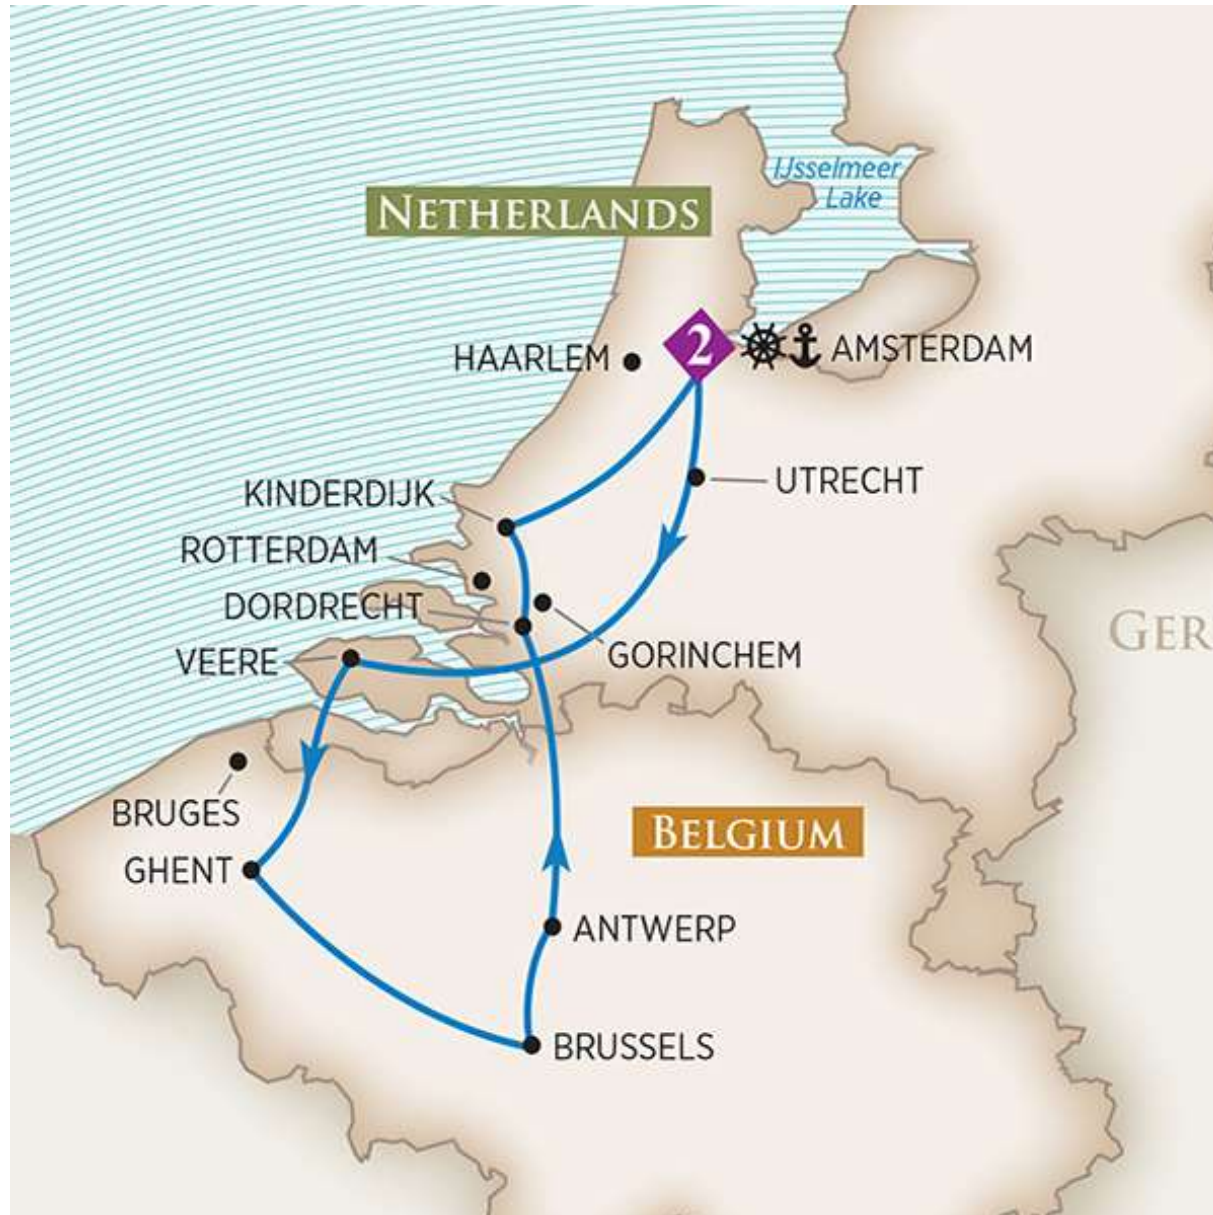 IJsselmeer
Lake
NETHERLANDS
2
HAARLEM
AMSTERDAM
UTRECHT
KINDERDIJK
ROTTERDAM
DORDRECHT
GER
VEERE
GORINCHEM
BRUGES
BELGIUM
GHENT
ANTWERP
BRUSSELS